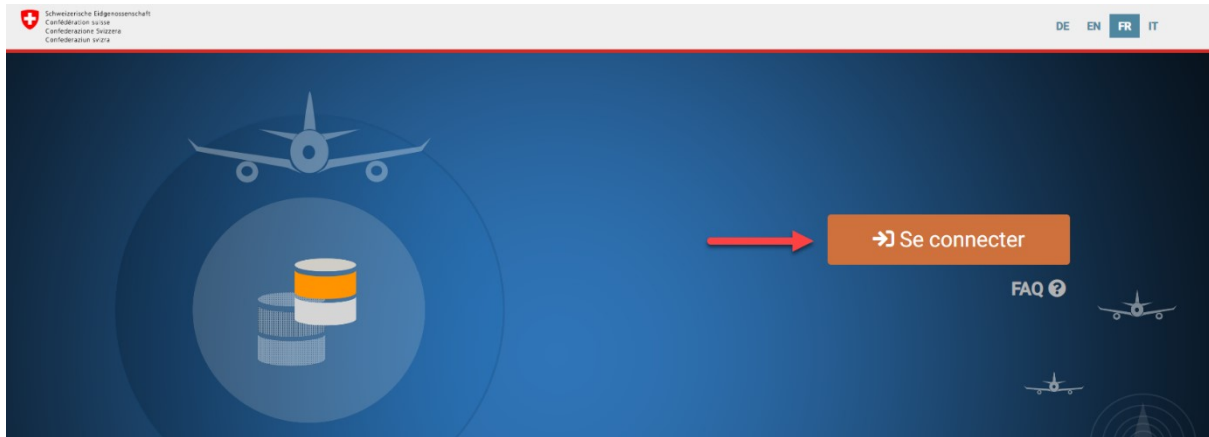 Schweizerische Eidgenossenschaft
Confédération suisse
Confederazione Svizzera
Confederaziun svizra
DE EN FR IT
Se connecter
FAQ